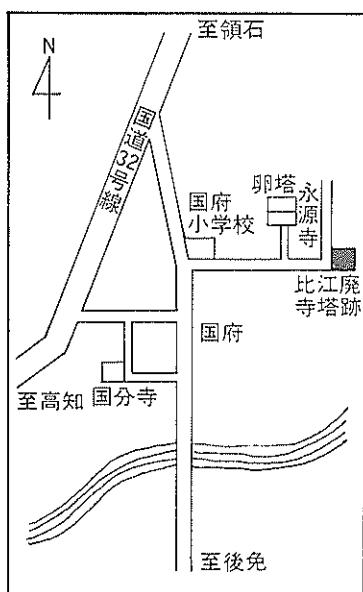 至領石
N
国道32号線
国府
小学校
卵塔
永源寺
比江廃
寺塔跡
国府
至高知
国分寺
至後免